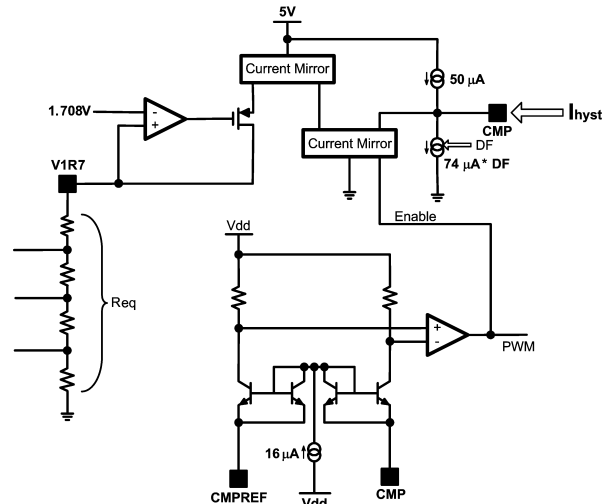 5V
Current Mirror
50 µA
1.708V
-
+
CMP
Ihyst
Current Mirror
DF
74 µA* DF
V1R7
Enable
Vdd
Req
+
-
PWM
16 µA
CMPREF
Vdd
CMP